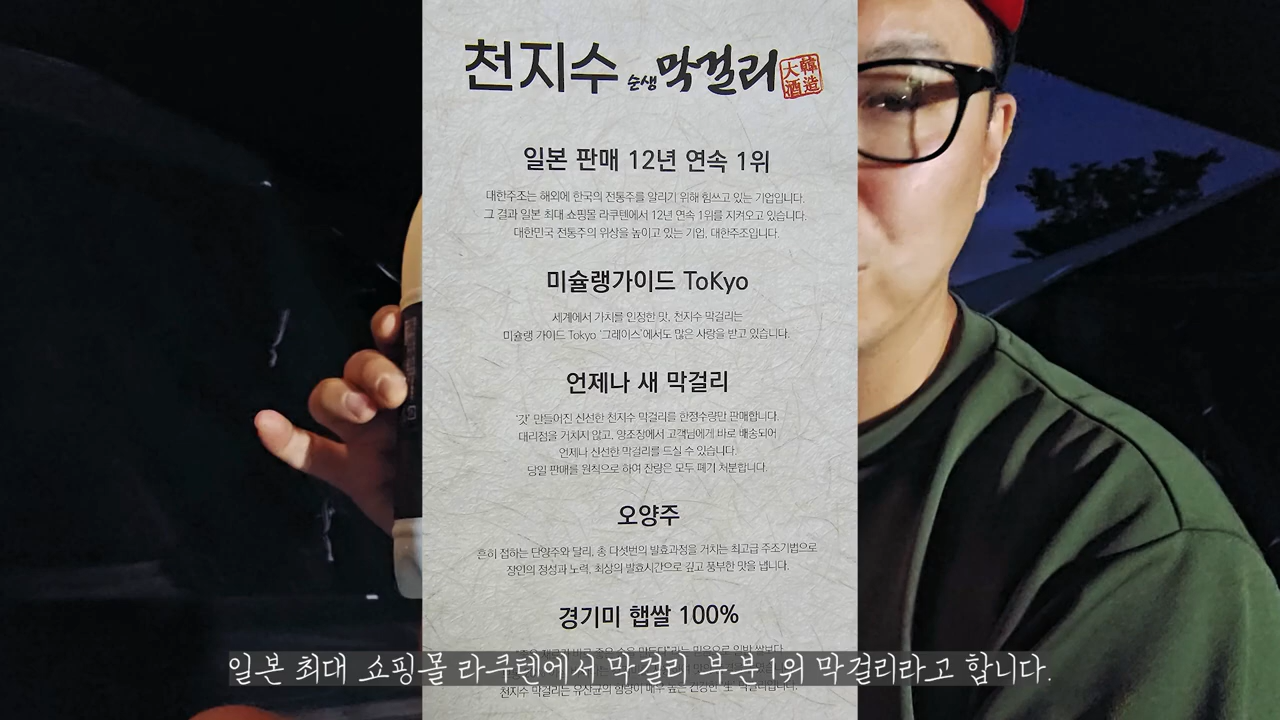 천지수 순생 막걸리 大韓酒造
일본 판매 12년 연속 1위
대한주조는 해외에 한국의 전통주를 알리기 위해 힘쓰고 있는 기업입니다.
그 결과 일본 최대 쇼핑몰 라쿠텐에서 12년 연속 1위를 지켜오고 있습니다.
대한민국 전통주의 위상을 높이고 있는 기업, 대한주조입니다.
미슐랭가이드 ToKyo
세계에서 가치를 인정한 맛, 천지수 막걸리는
미슐랭 가이드 Tokyo '그레이스'에서도 많은 사랑을 받고 있습니다.
언제나 새 막걸리
'갓' 만들어진 신선한 천지수 막걸리를 한정수량만 판매합니다.
대리점을 거치지 않고, 양조장에서 고객님에게 바로 배송되어
언제나 신선한 막걸리를 드실 수 있습니다.
당일 판매를 원칙으로 하여 잔량은 모두 폐기 처분합니다.
오양주
흔히 접하는 단양주와 달리, 총 다섯번의 발효과정을 거치는 최고급 주조기법으로
장인의 정성과 노력, 최상의 발효시간으로 깊고 풍부한 맛을 냅니다.
경기미 햅쌀 100%
일본 최대 쇼핑몰 라쿠텐에서 막걸리 부분 1위 막걸리라고 합니다.
천지수 막걸리는 유산균의 함량이 매우 높은